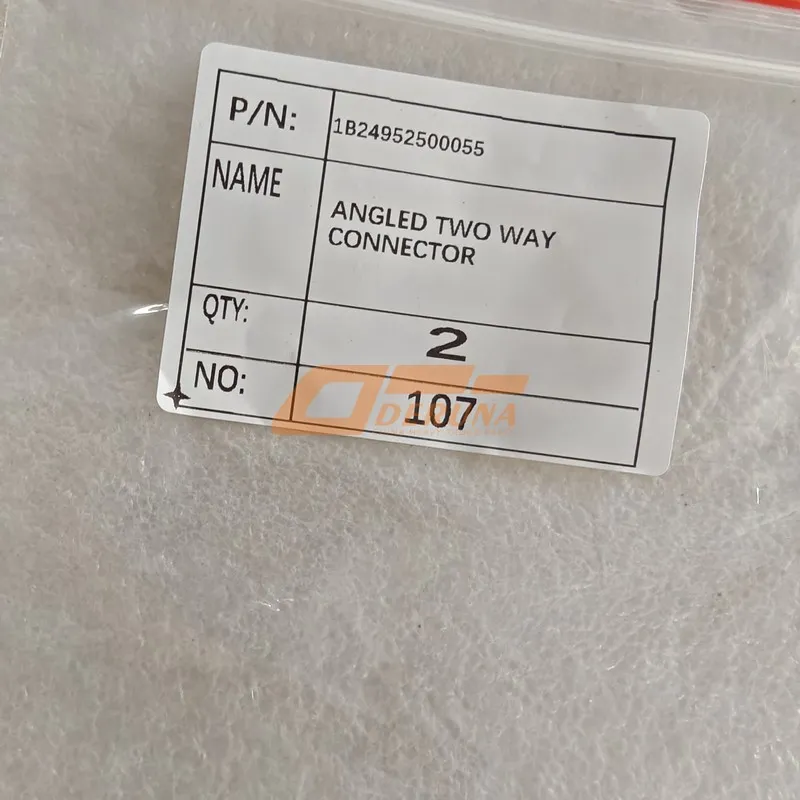 P/N: 1B24952500055
NAME ANGLED TWO WAY
CONNECTOR
QTY: 2
NO: 107